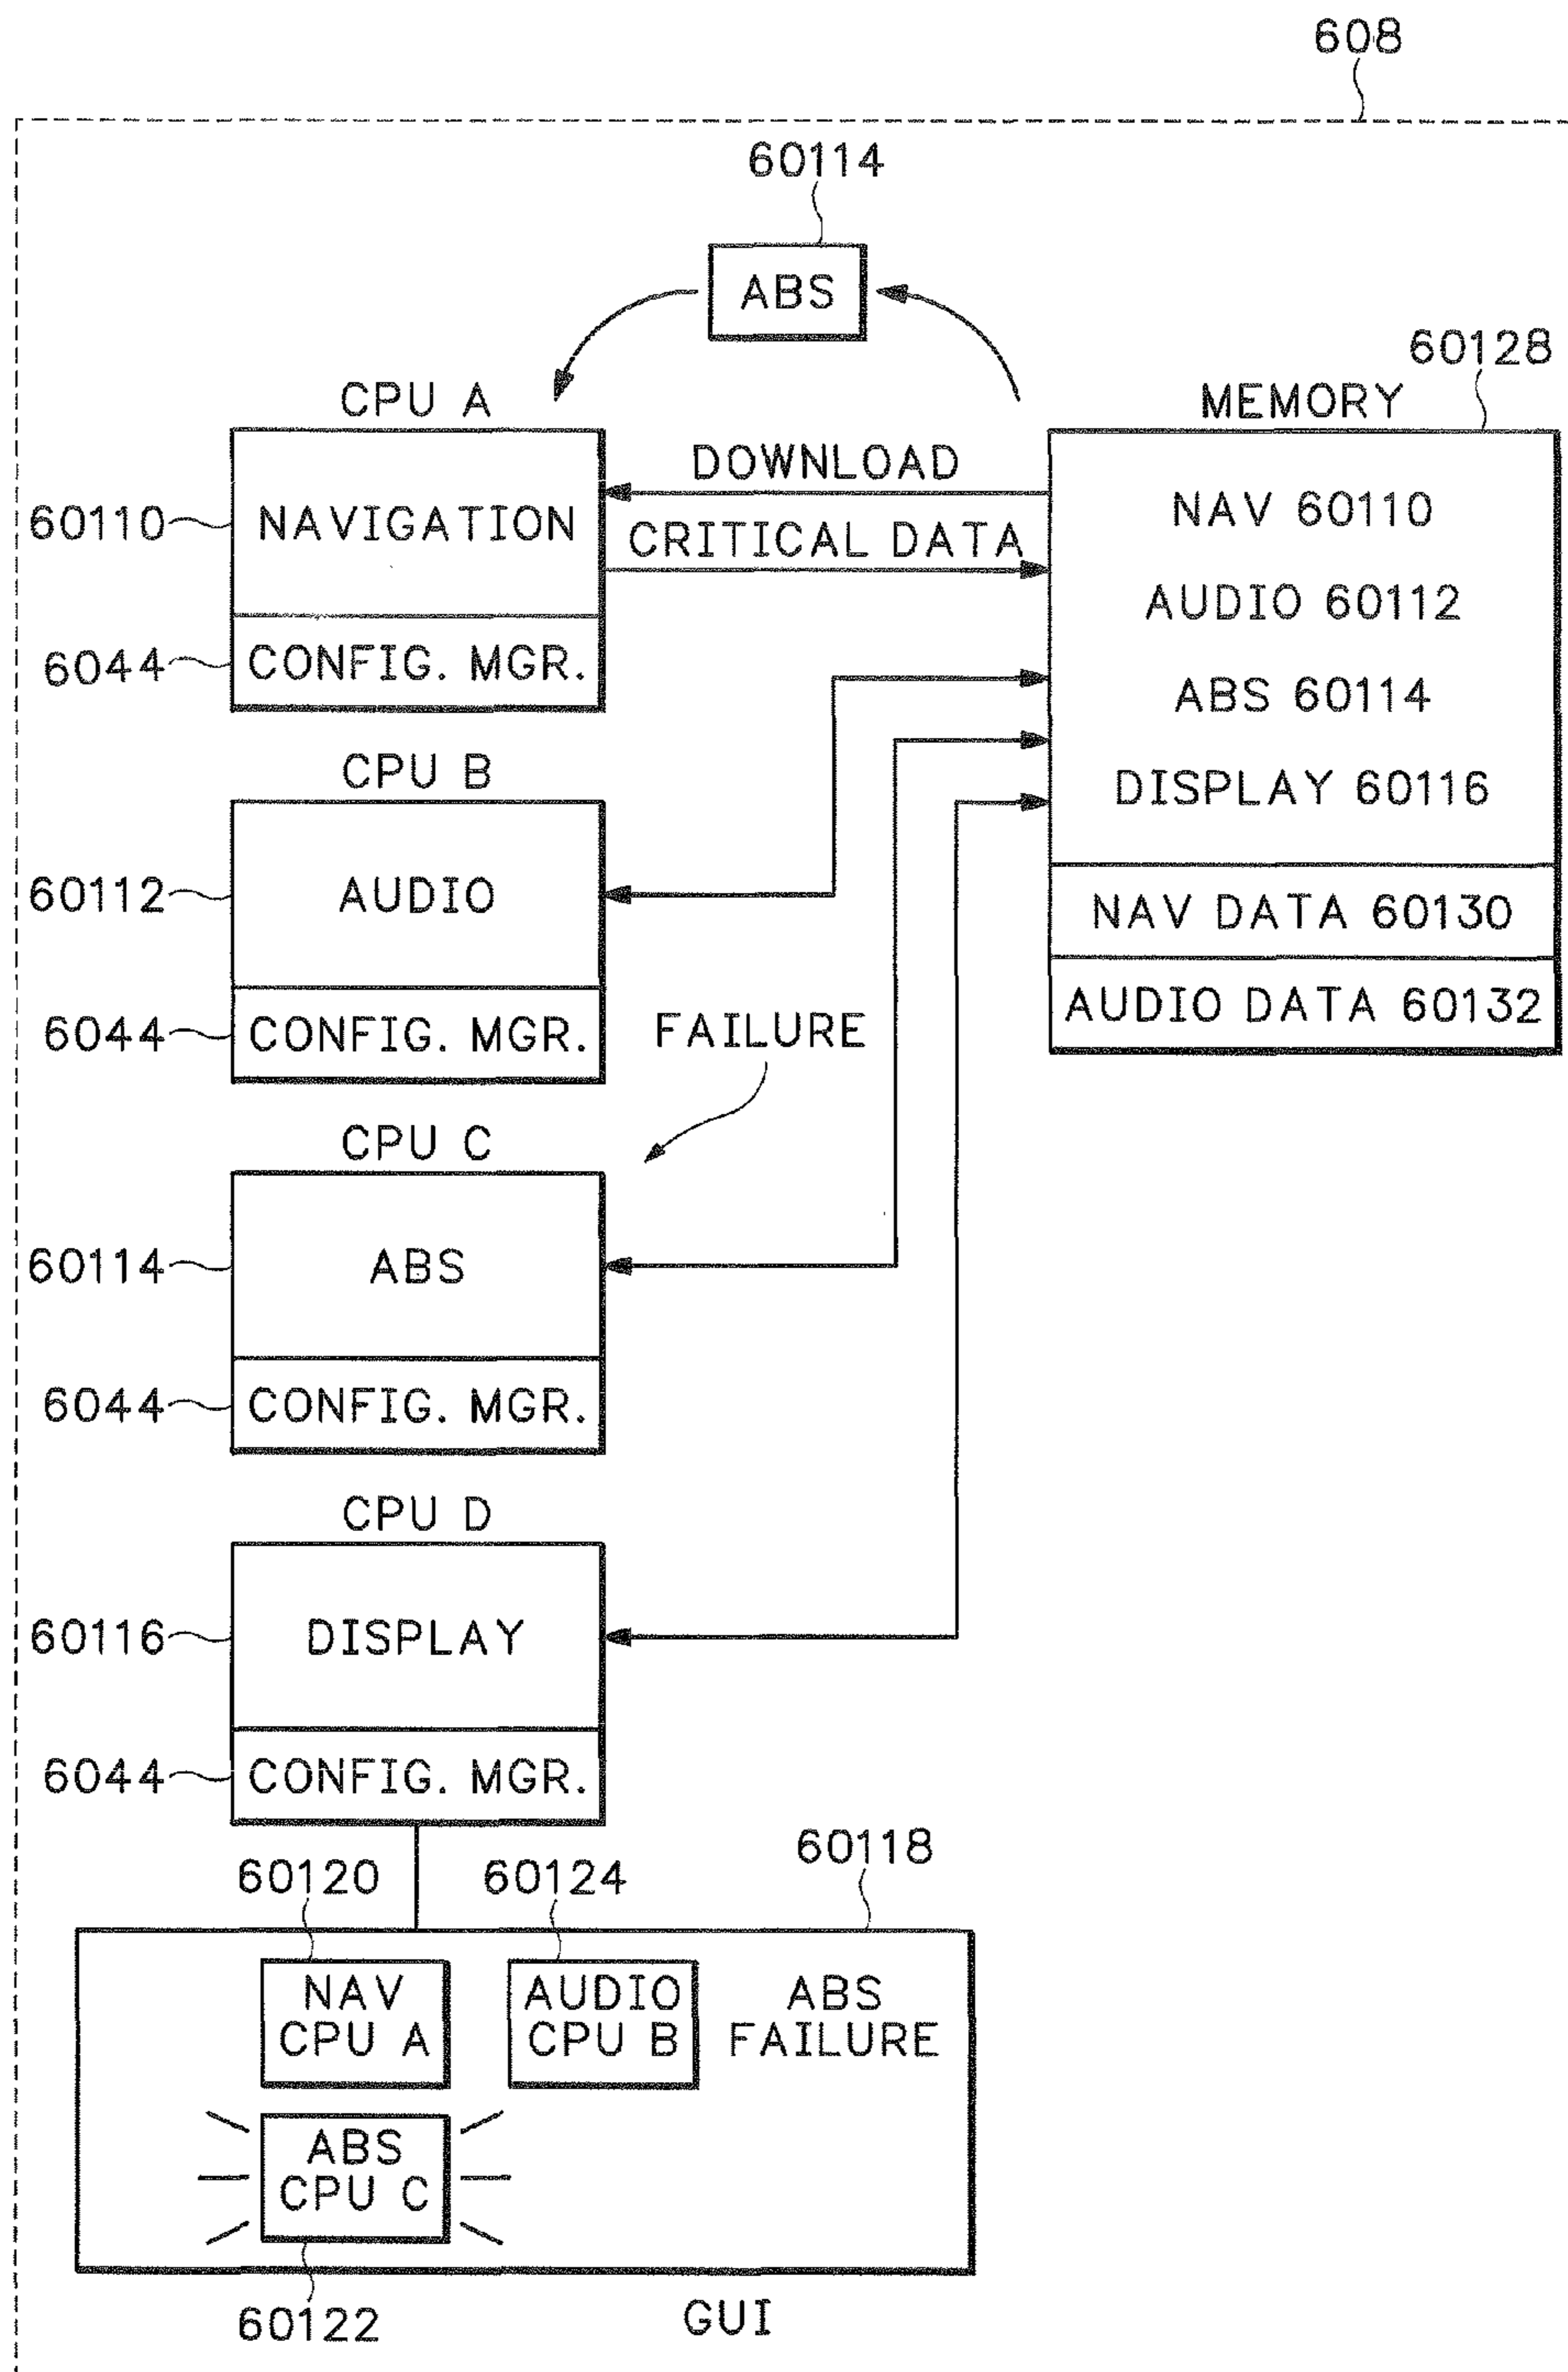 608
60114
ABS
60128
CPU A
MEMORY
DOWNLOAD
60110
NAVIGATION
CRITICAL DATA
NAV 60110
AUDIO 60112
6044
CONFIG. MGR.
ABS 60114
CPU B
DISPLAY 60116
60112
AUDIO
NAV DATA 60130
AUDIO DATA 60132
6044
CONFIG. MGR.
FAILURE
CPU C
60114
ABS
6044
CONFIG. MGR.
CPU D
60116
DISPLAY
6044
CONFIG. MGR.
60118
60120
60124
NAV
CPU A
AUDIO
CPU B
ABS
FAILURE
ABS
CPU C
60122
GUI